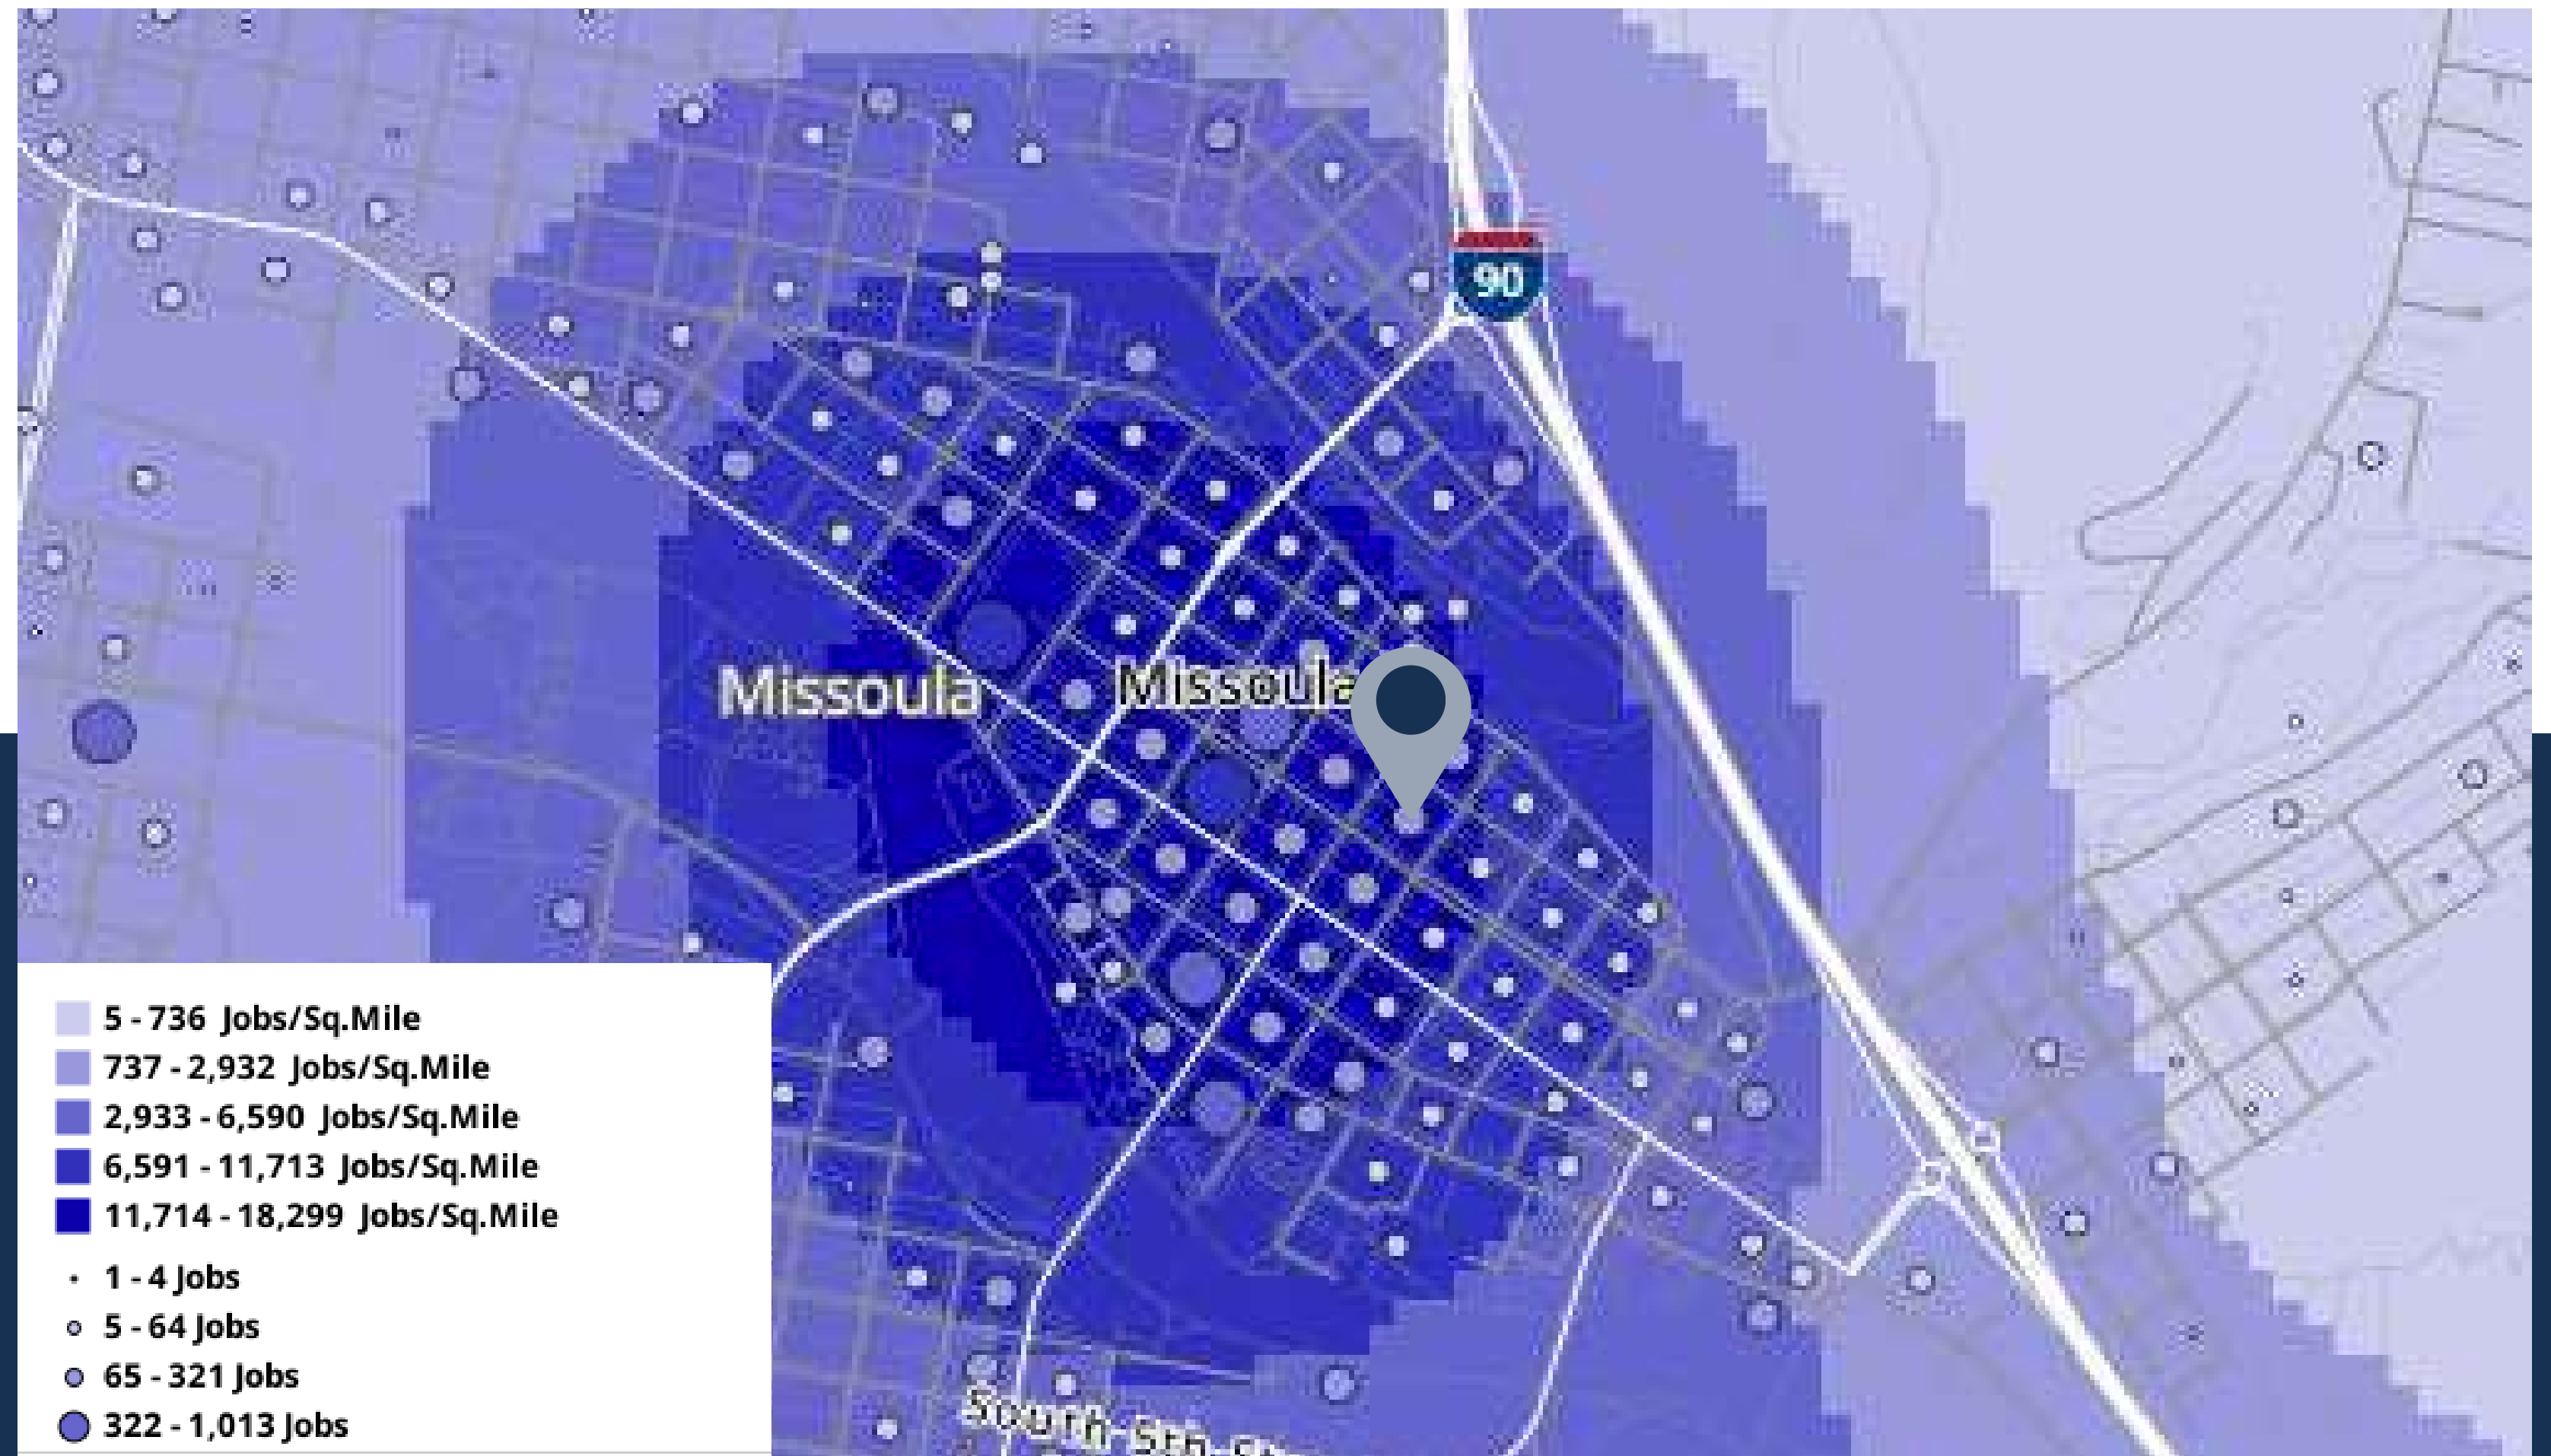 90
Missoula
Missoula
5 - 736 Jobs/Sq.Mile
737 - 2,932 Jobs/Sq.Mile
2,933 - 6,590 Jobs/Sq.Mile
6,591 - 11,713 Jobs/Sq.Mile
11,714 - 18,299 Jobs/Sq.Mile
1 - 4 Jobs
5 - 64 Jobs
65 - 321 Jobs
322 - 1,013 Jobs
South